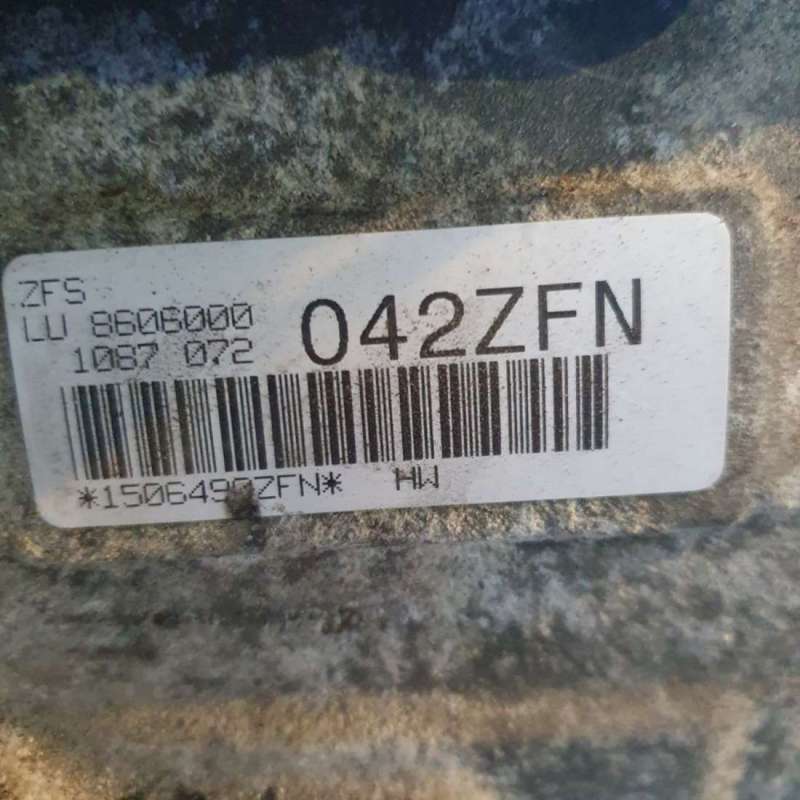 ZFS
LU 8606000
1087 072
042ZFN
*1506490ZFN* HW